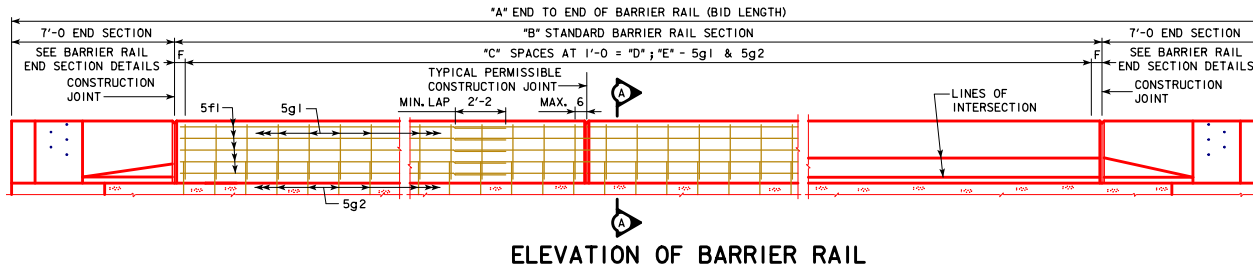 "A" END TO END OF BARRIER RAIL (BID LENGTH)
7'-0 END SECTION
"B" STANDARD BARRIER RAIL SECTION
7'-0 END SECTION
SEE BARRIER RAIL
END SECTION DETAILS
F
"C" SPACES AT 1'-0 = "D" ; "E" - 5g1 & 5g2
F
SEE BARRIER RAIL
END SECTION DETAILS
CONSTRUCTION
JOINT
TYPICAL PERMISSIBLE
CONSTRUCTION JOINT
A
CONSTRUCTION
JOINT
5f1
5g1
MIN. LAP
2'-2
MAX. 6
LINES OF
INTERSECTION
5g2
A
ELEVATION OF BARRIER RAIL